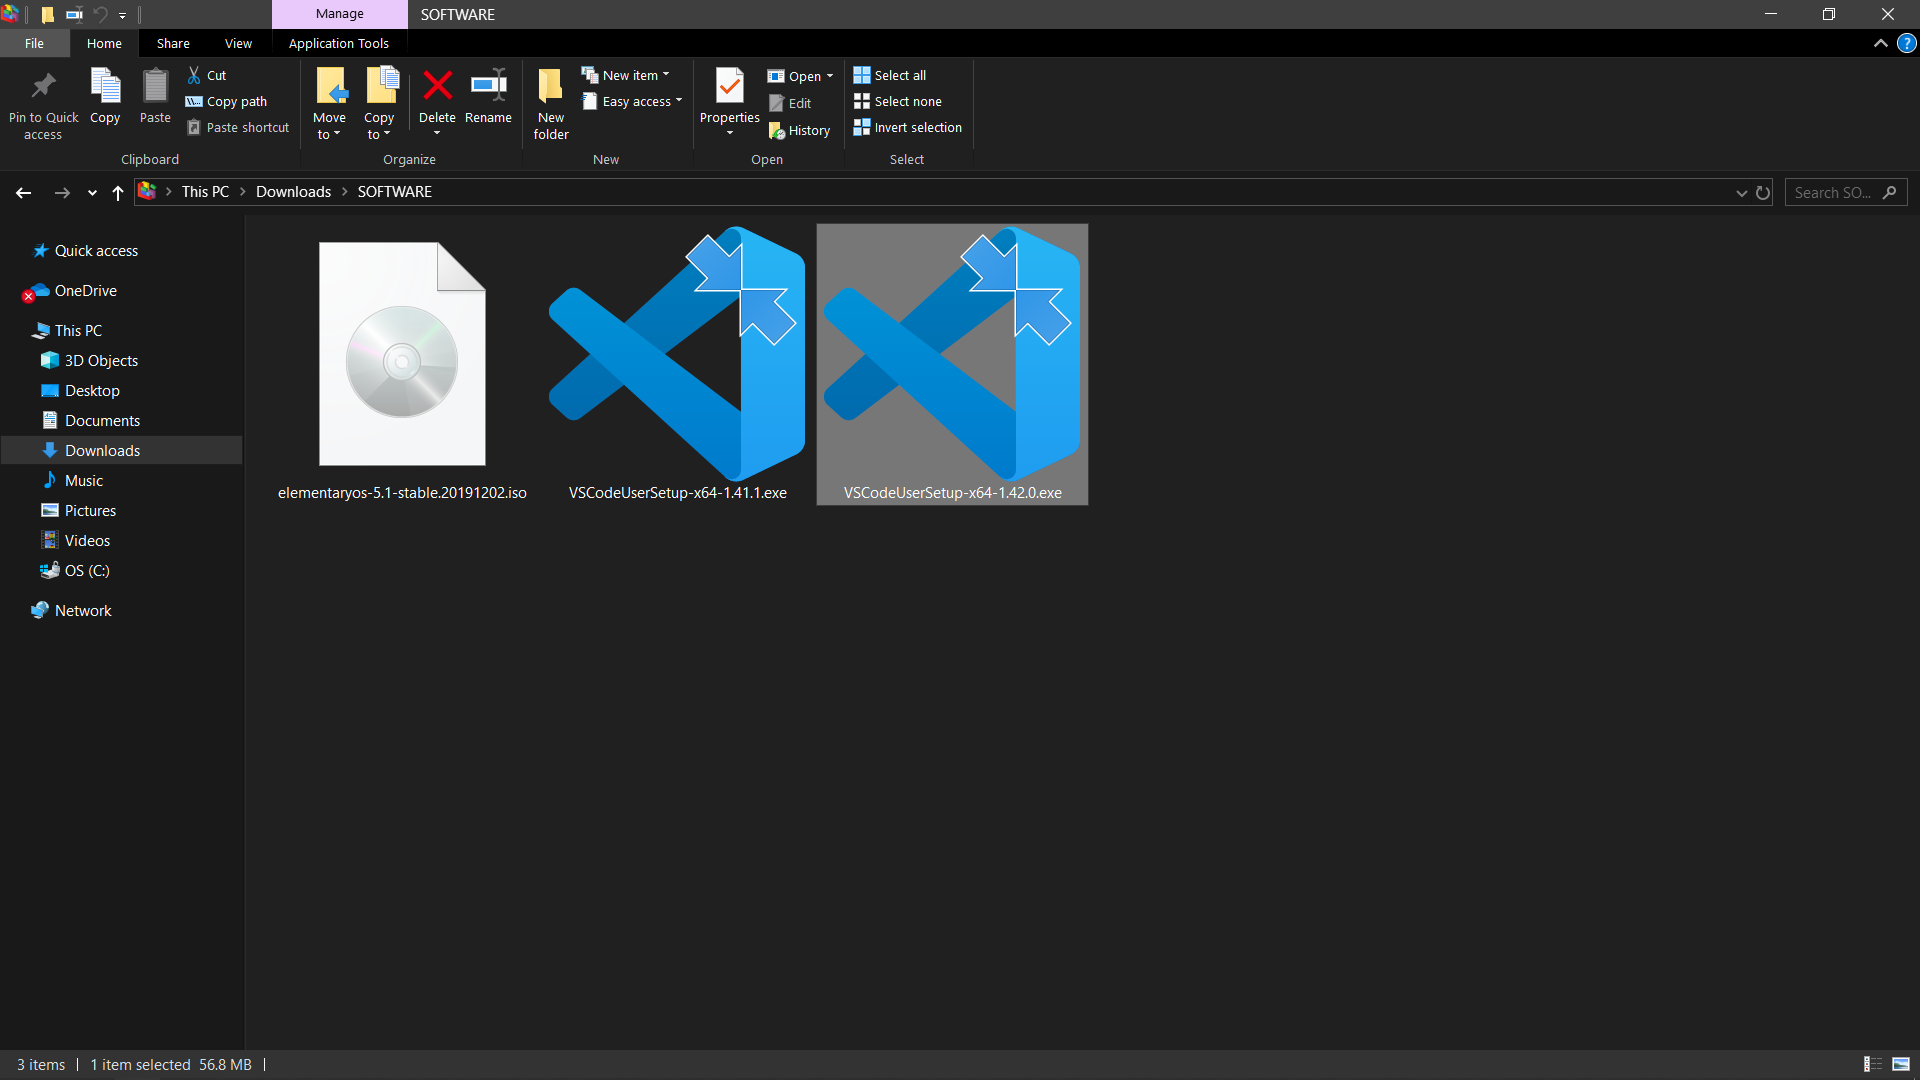 Manage
SOFTWARE
File
Home
Share
View
Application Tools
?
Pin to Quick
access
Copy
Paste
Cut
Copy path
Paste shortcut
Clipboard
Move
to
Copy
to
Delete
Rename
Organize
New
folder
New item
Easy access
New
Properties
Open
Edit
History
Open
Select all
Select none
Invert selection
Select
This PC
Downloads
SOFTWARE
Search SO...
Quick access
OneDrive
This PC
3D Objects
Desktop
Documents
Downloads
Music
Pictures
Videos
OS (C:)
Network
elementaryos-5.1-stable.20191202.iso
VSCodeUserSetup-x64-1.41.1.exe
VSCodeUserSetup-x64-1.42.0.exe
3 items
1 item selected 56.8 MB